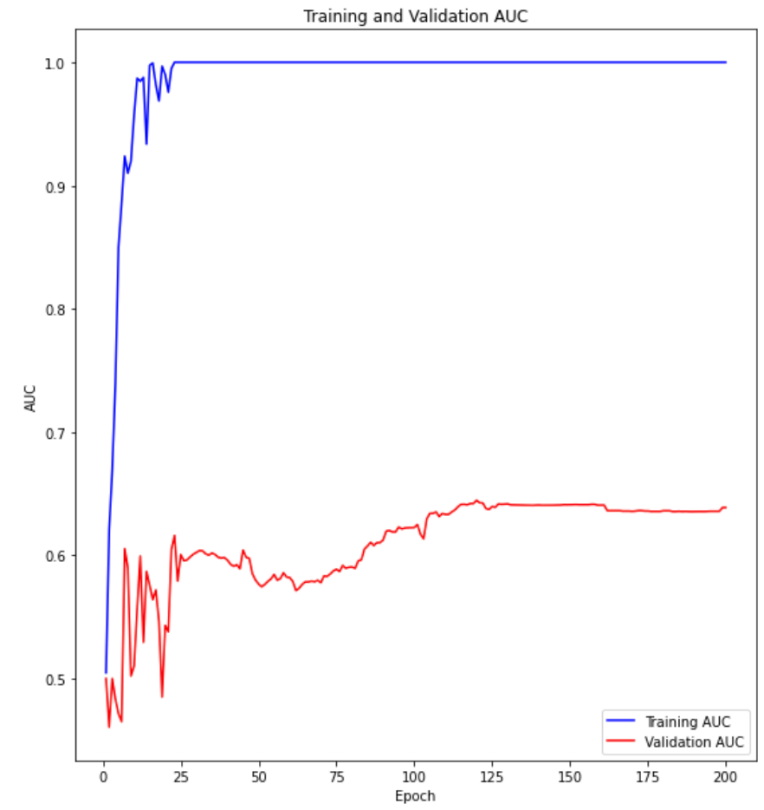 Training and Validation AUC
1.0
0.9
0.8
0.7
0.6
0.5
AUC
0 25 50 75 100 125 150 175 200
Epoch
Training AUC
Validation AUC